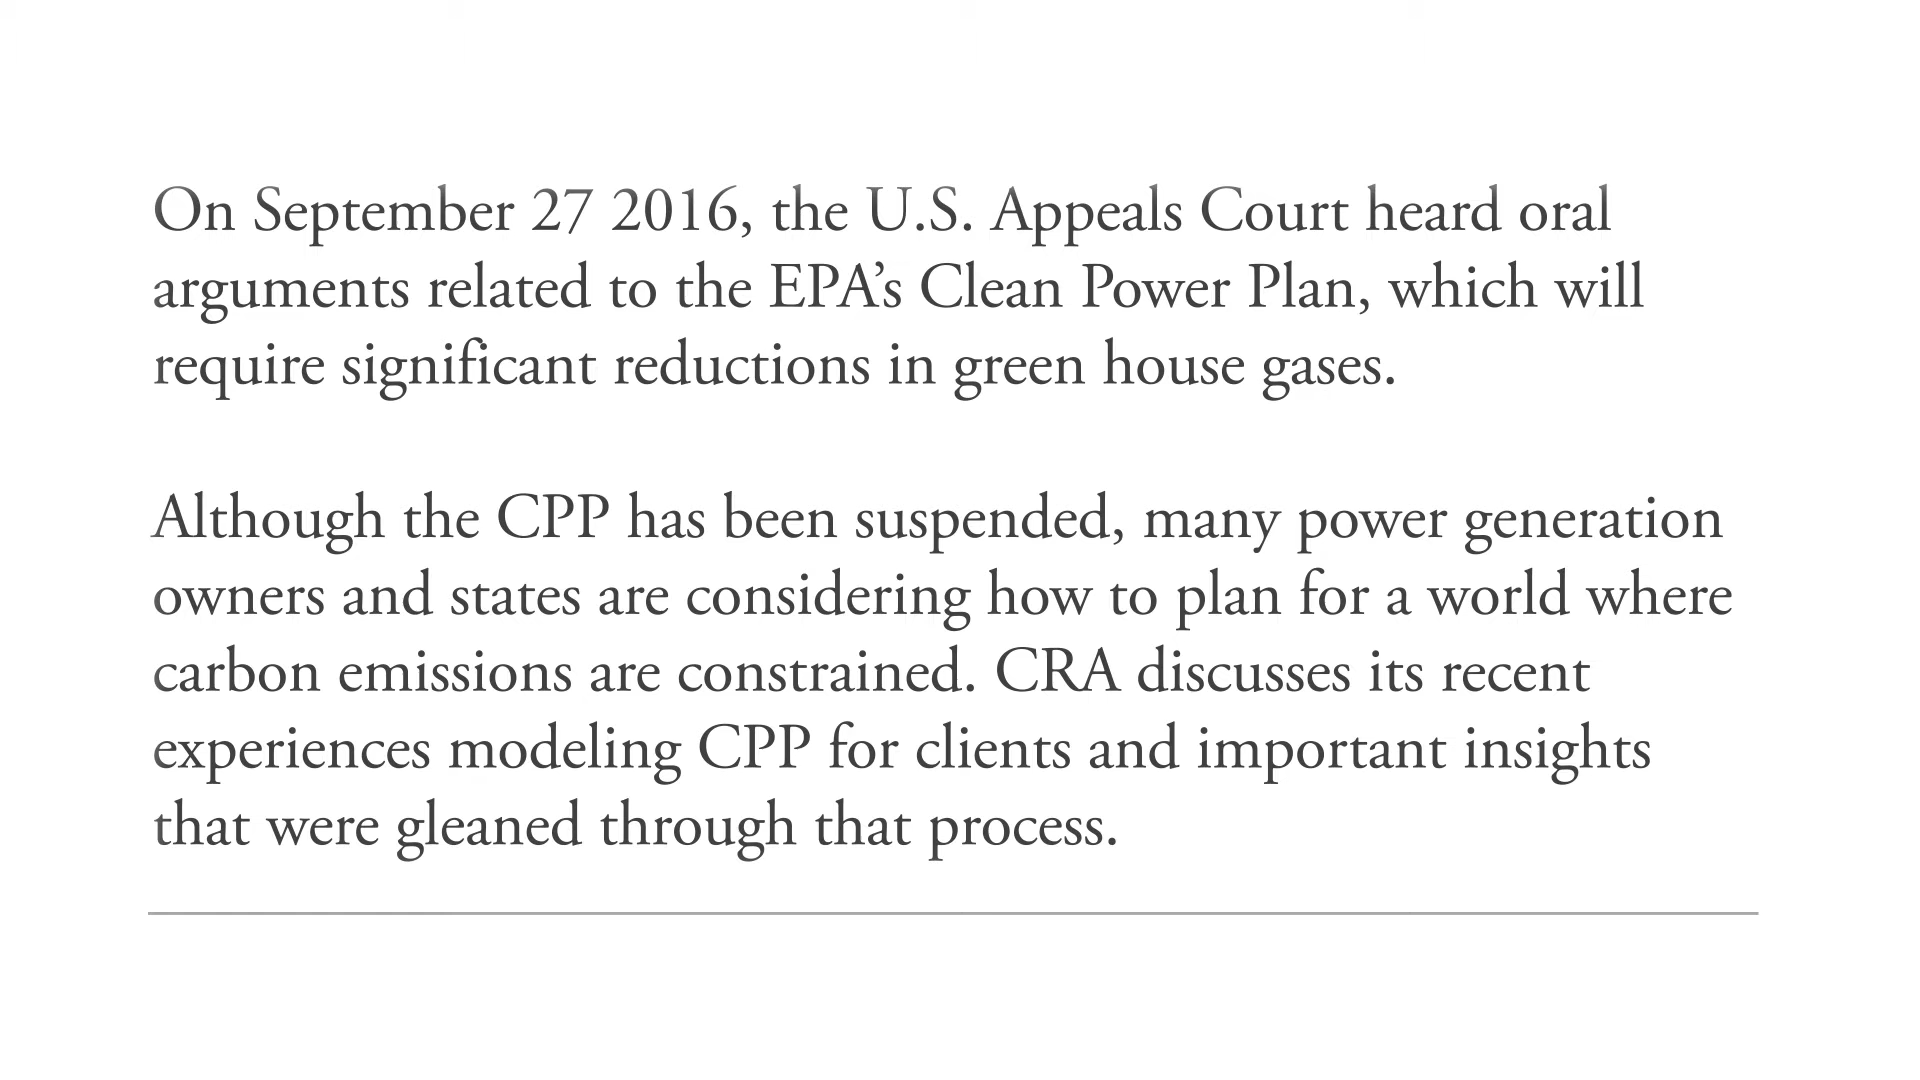 On September 27 2016, the U.S. Appeals Court heard oral
arguments related to the EPA’s Clean Power Plan, which will
require significant reductions in green house gases.
Although the CPP has been suspended, many power generation
owners and states are considering how to plan for a world where
carbon emissions are constrained. CRA discusses its recent
experiences modeling CPP for clients and important insights
that were gleaned through that process.